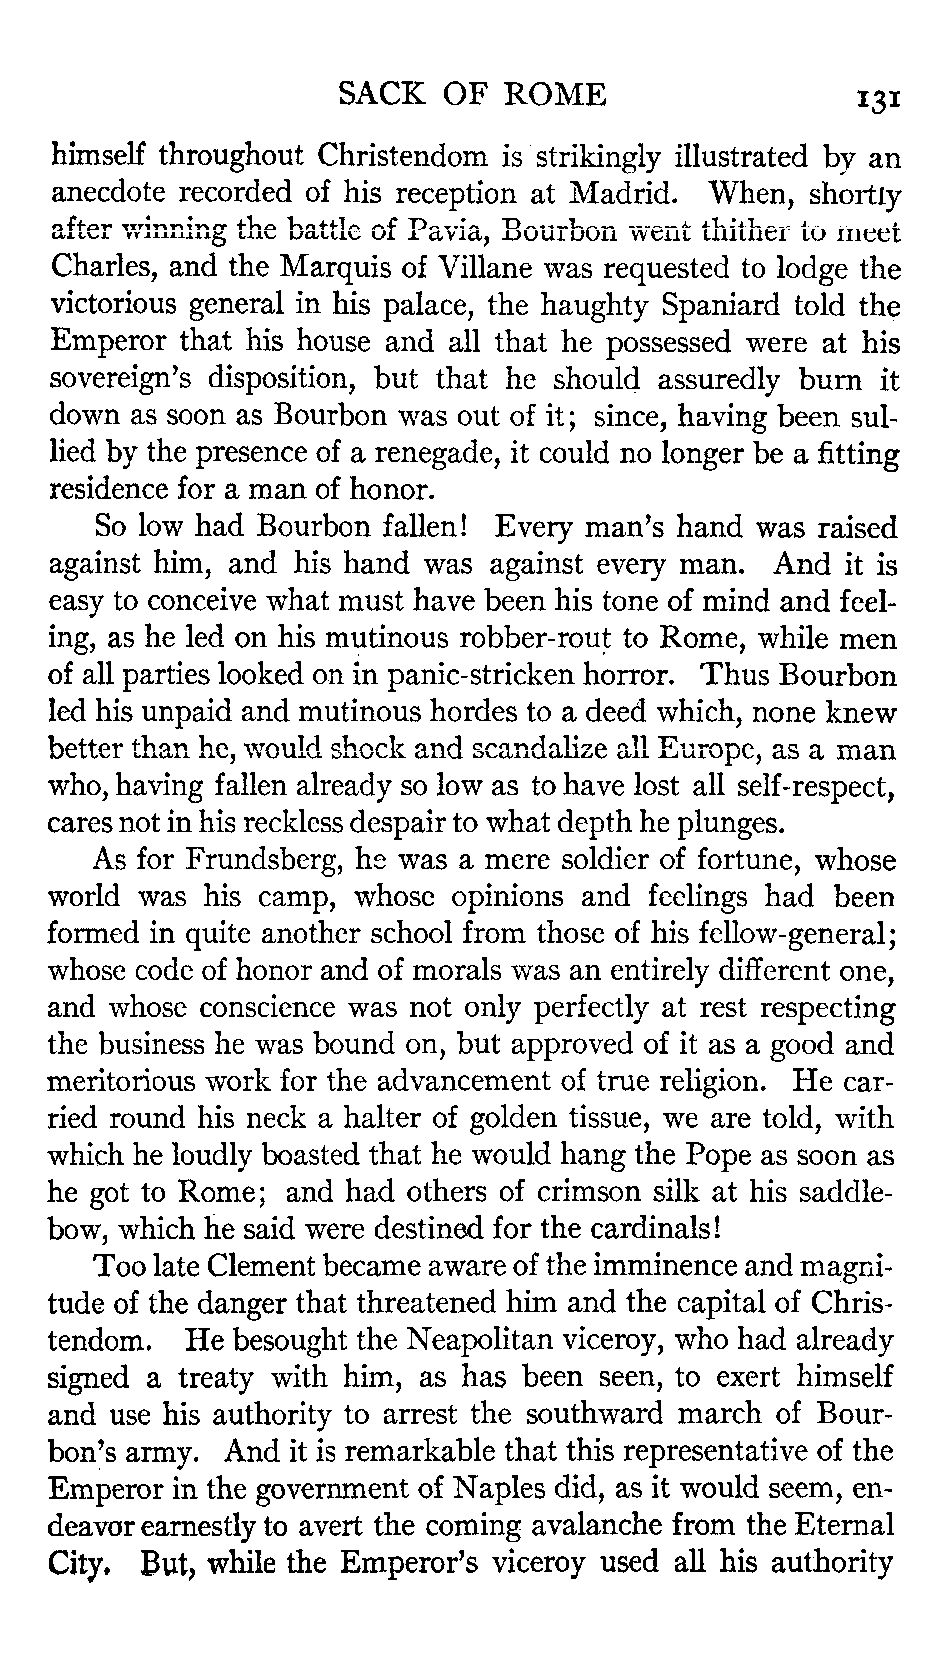 SACK OF ROME 131
himself throughout Christendom is strikingly illustrated by an
anecdote recorded of his reception at Madrid. When, shortly
after winning the battle of Pavia, Bourbon went thither to meet
Charles, and the Marquis of Villane was requested to lodge the
victorious general in his palace, the haughty Spaniard told the
Emperor that his house and all that he possessed were at his
sovereign's disposition, but that he should assuredly burn it
down as soon as Bourbon was out of it; since, having been sul-
lied by the presence of a renegade, it could no longer be a fitting
residence for a man of honor.
So low had Bourbon fallen! Every man's hand was raised
against him, and his hand was against every man. And it is
easy to conceive what must have been his tone of mind and feel-
ing, as he led on his mutinous robber-rout to Rome, while men
of all parties looked on in panic-stricken horror. Thus Bourbon
led his unpaid and mutinous hordes to a deed which, none knew
better than he, would shock and scandalize all Europe, as a man
who, having fallen already so low as to have lost all self-respect,
cares not in his reckless despair to what depth he plunges.
As for Frundsberg, he was a mere soldier of fortune, whose
world was his camp, whose opinions and feelings had been
formed in quite another school from those of his fellow-general;
whose code of honor and of morals was an entirely different one,
and whose conscience was not only perfectly at rest respecting
the business he was bound on, but approved of it as a good and
meritorious work for the advancement of true religion. He car-
ried round his neck a halter of golden tissue, we are told, with
which he loudly boasted that he would hang the Pope as soon as
he got to Rome; and had others of crimson silk at his saddle-
bow, which he said were destined for the cardinals!
Too late Clement became aware of the imminence and magni-
tude of the danger that threatened him and the capital of Chris-
tendom. He besought the Neapolitan viceroy, who had already
signed a treaty with him, as has been seen, to exert himself
and use his authority to arrest the southward march of Bour-
bon's army. And it is remarkable that this representative of the
Emperor in the government of Naples did, as it would seem, en-
deavor earnestly to avert the coming avalanche from the Eternal
City. But, while the Emperor's viceroy used all his authority